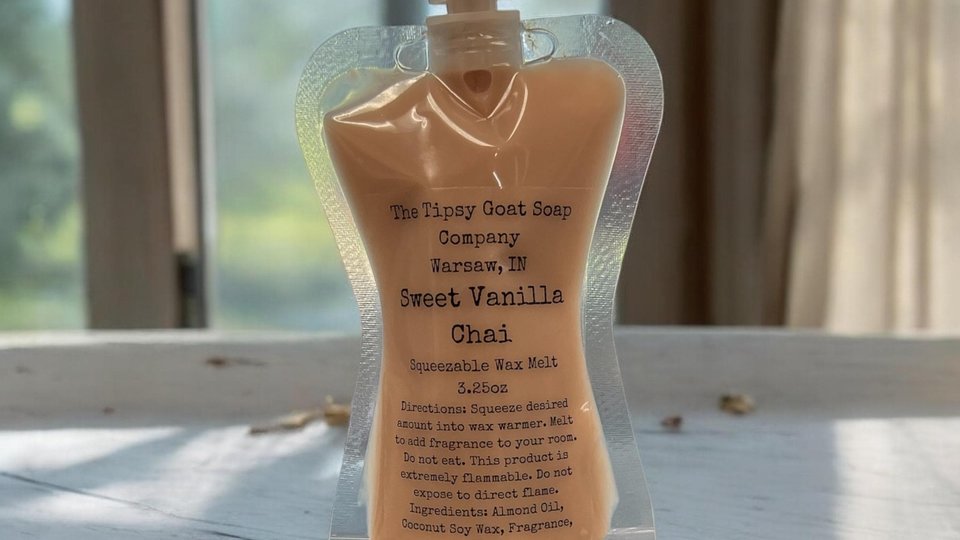 The Tipsy Goat Soap
Company
Warsaw, IN
Sweet Vanilla
Chai
Squeezable Wax Melt
3.25oz
Directions: Squeeze desired
amount into wax warmer. Melt
to add fragrance to your room.
Do not eat. This product is
extremely flammable. Do not
expose to direct flame.
Ingredients: Almond Oil,
Coconut Soy Wax, Fragrance,